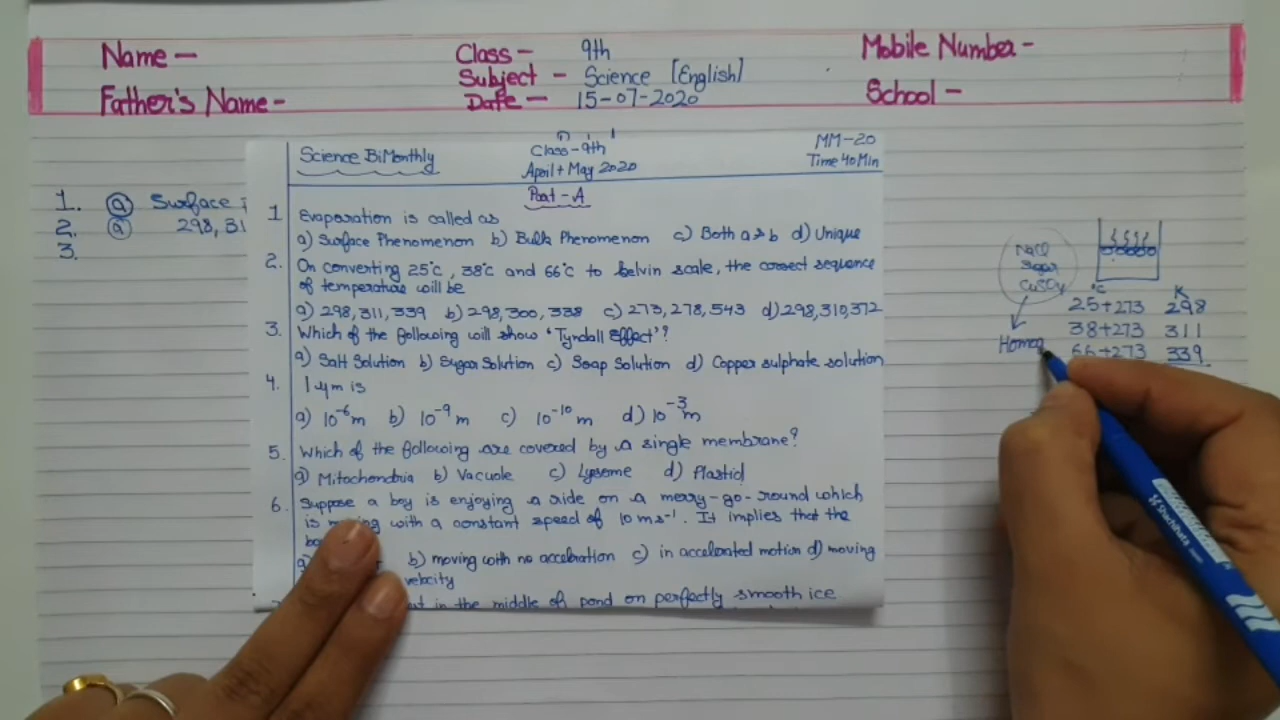 Name - Class - 9th Mobile Number -
Subject - Science [English]
Father's Name - Date - 15-07-2020 School -
Science BiMonthly Class-9th MM-20
April+May 2020 Time 40 Min
Part-A
1. a Surface
2. a 298, 31
3.
1 Evaporation is called as
a) Surface Phenomenon b) Bulk Phenomenon c) Both a & b d) Unique
2. On converting 25°C, 38°C and 66°C to kelvin scale, the correct sequence
of temperature will be
a) 298,311,339 b) 298,300,338 c) 273,278,543 d) 298,310,372
3. Which of the following will show 'Tyndall Effect'?
a) Salt Solution b) Sugar Solution c) Soap Solution d) Copper sulphate solution
4. 1 μm is
a) 10⁻⁶m b) 10⁻⁹ m c) 10⁻¹⁰ m d) 10⁻³m
5. Which of the following are covered by a single membrane?
a) Mitochondria b) Vacuole c) Lysome d) Plastid
6. Suppose a boy is enjoying a ride on a merry-go-round which
is moving with a constant speed of 10 ms⁻¹. It implies that the
b) moving with no accelbration c) in accelerated motion d) moving
velocity
in the middle of pond on perfectly smooth ice
NaCl
Sugar
CuSO4
°C K
25+273 298
38+273 311
66+273 339
Homog